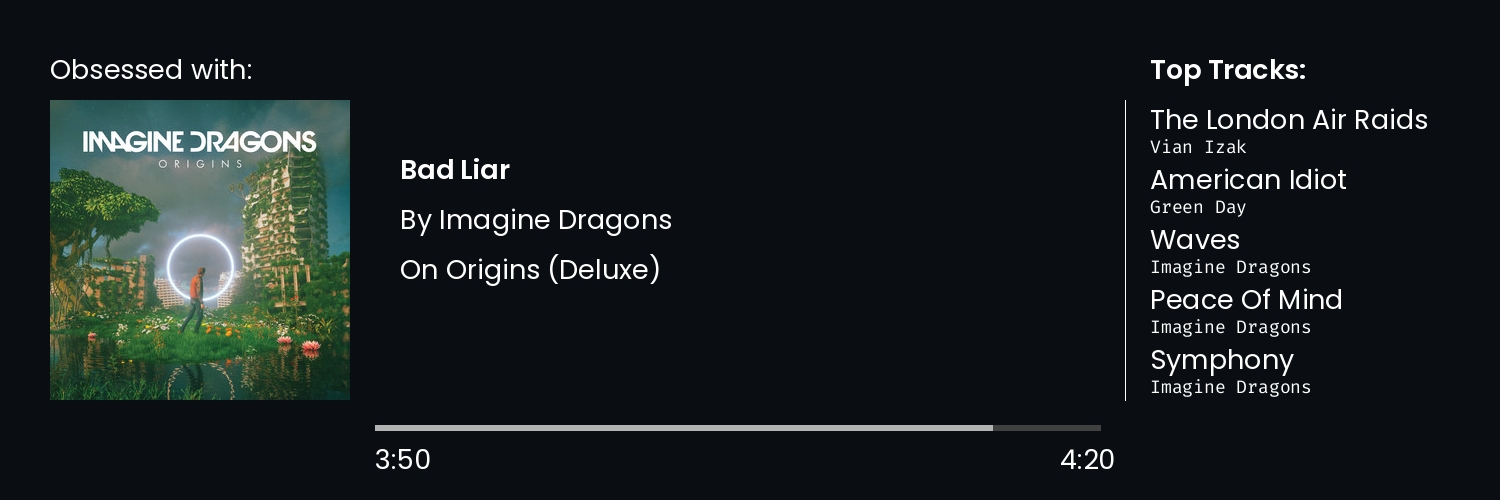 Obsessed with:
IMAGINE DRAGONS
ORIGINS
Bad Liar
By Imagine Dragons
On Origins (Deluxe)
3:50
4:20
Top Tracks:
The London Air Raids
Vian Izak
American Idiot
Green Day
Waves
Imagine Dragons
Peace Of Mind
Imagine Dragons
Symphony
Imagine Dragons